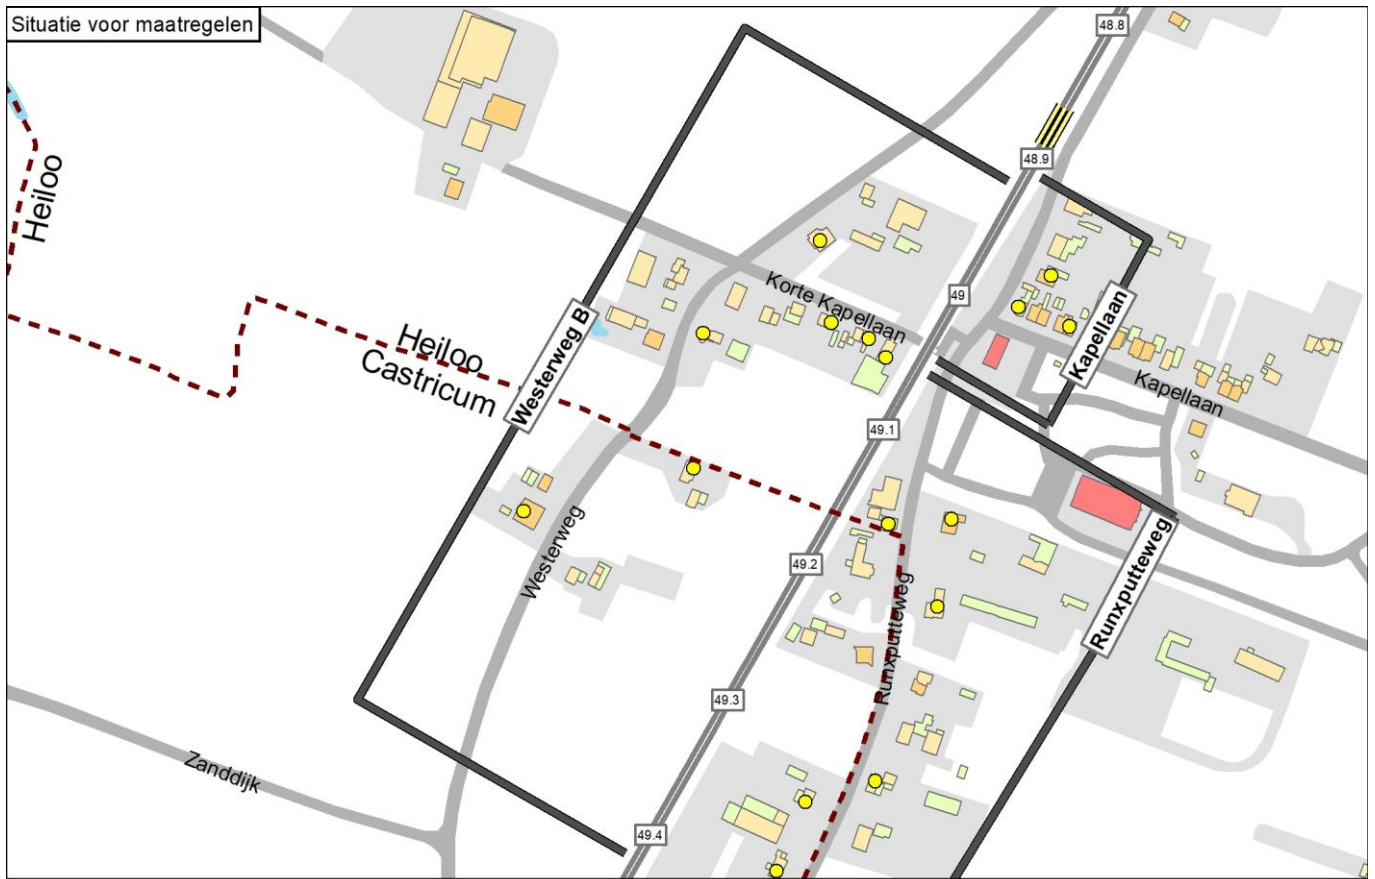 Situatie voor maatregelen
48.8
48.9
Heiloo
Korte Kapellaan
49
Kapellaan
Westerweg B
Heiloo
Castricum
Kapellaan
49.1
Westerweg
49.2
Runxputteweg
Runxputteweg
49.3
Zanddijk
49.4